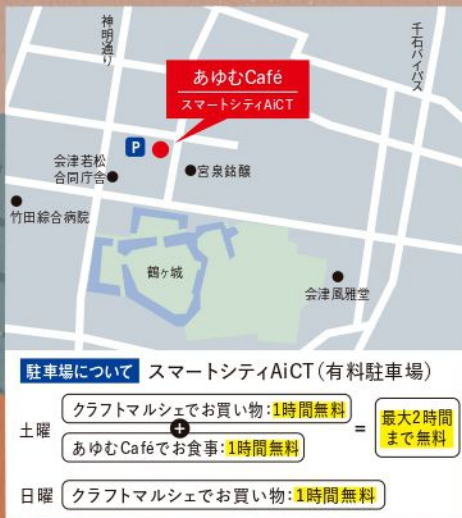 神明通り
千石バイパス
あゆむCafé
スマートシティAiCT
P
会津若松
合同庁舎
宮泉銘醸
竹田綜合病院
鶴ヶ城
会津風雅堂
駐車場について スマートシティAiCT(有料駐車場)
土曜 クラフトマルシェでお買い物:1時間無料
+
あゆむCaféでお食事:1時間無料
=
最大2時間
まで無料
日曜 クラフトマルシェでお買い物:1時間無料